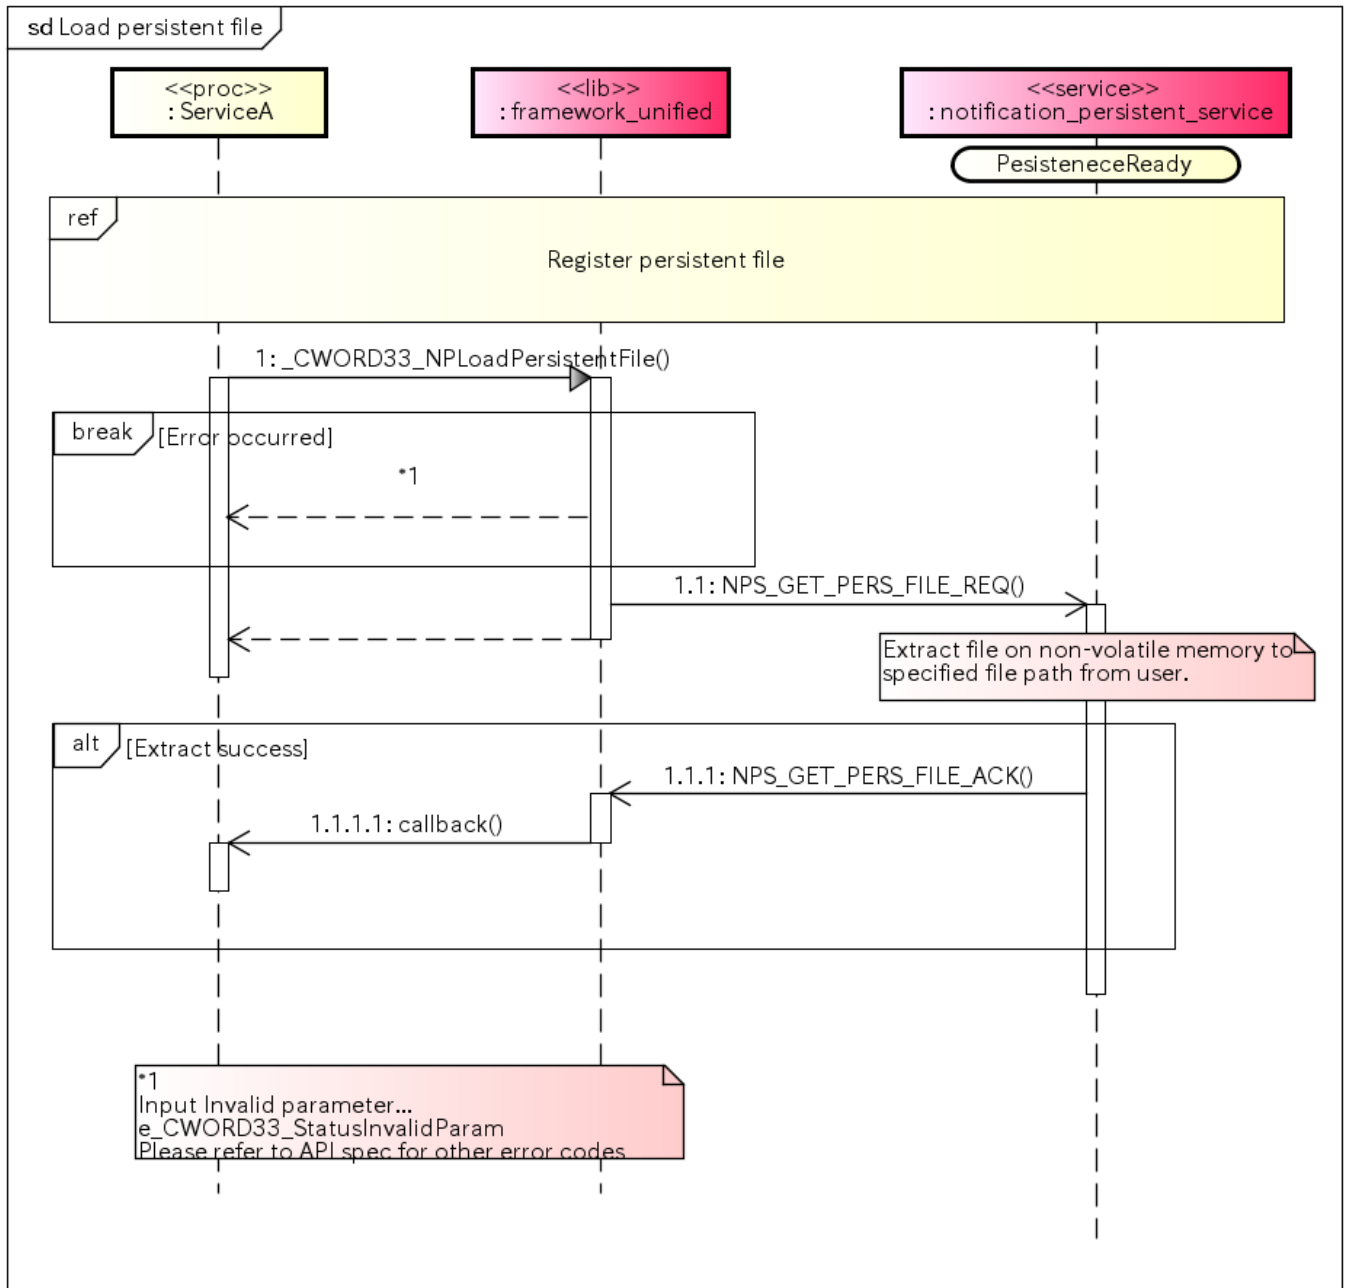 sd Load persistent file
<<proc>>
: ServiceA
<<lib>>
: framework_unified
<<service>>
: notification_persistent_service
PesisteneceReady
ref
Register persistent file
1: _CWORD33_NPLoadPersistentFile()
break
[Error occurred]
*1
1.1: NPS_GET_PERS_FILE_REQ()
Extract file on non-volatile memory to
specified file path from user.
alt
[Extract success]
1.1.1: NPS_GET_PERS_FILE_ACK()
1.1.1.1: callback()
*1
Input Invalid parameter...
e_CWORD33_StatusInvalidParam
Please refer to API spec for other error codes